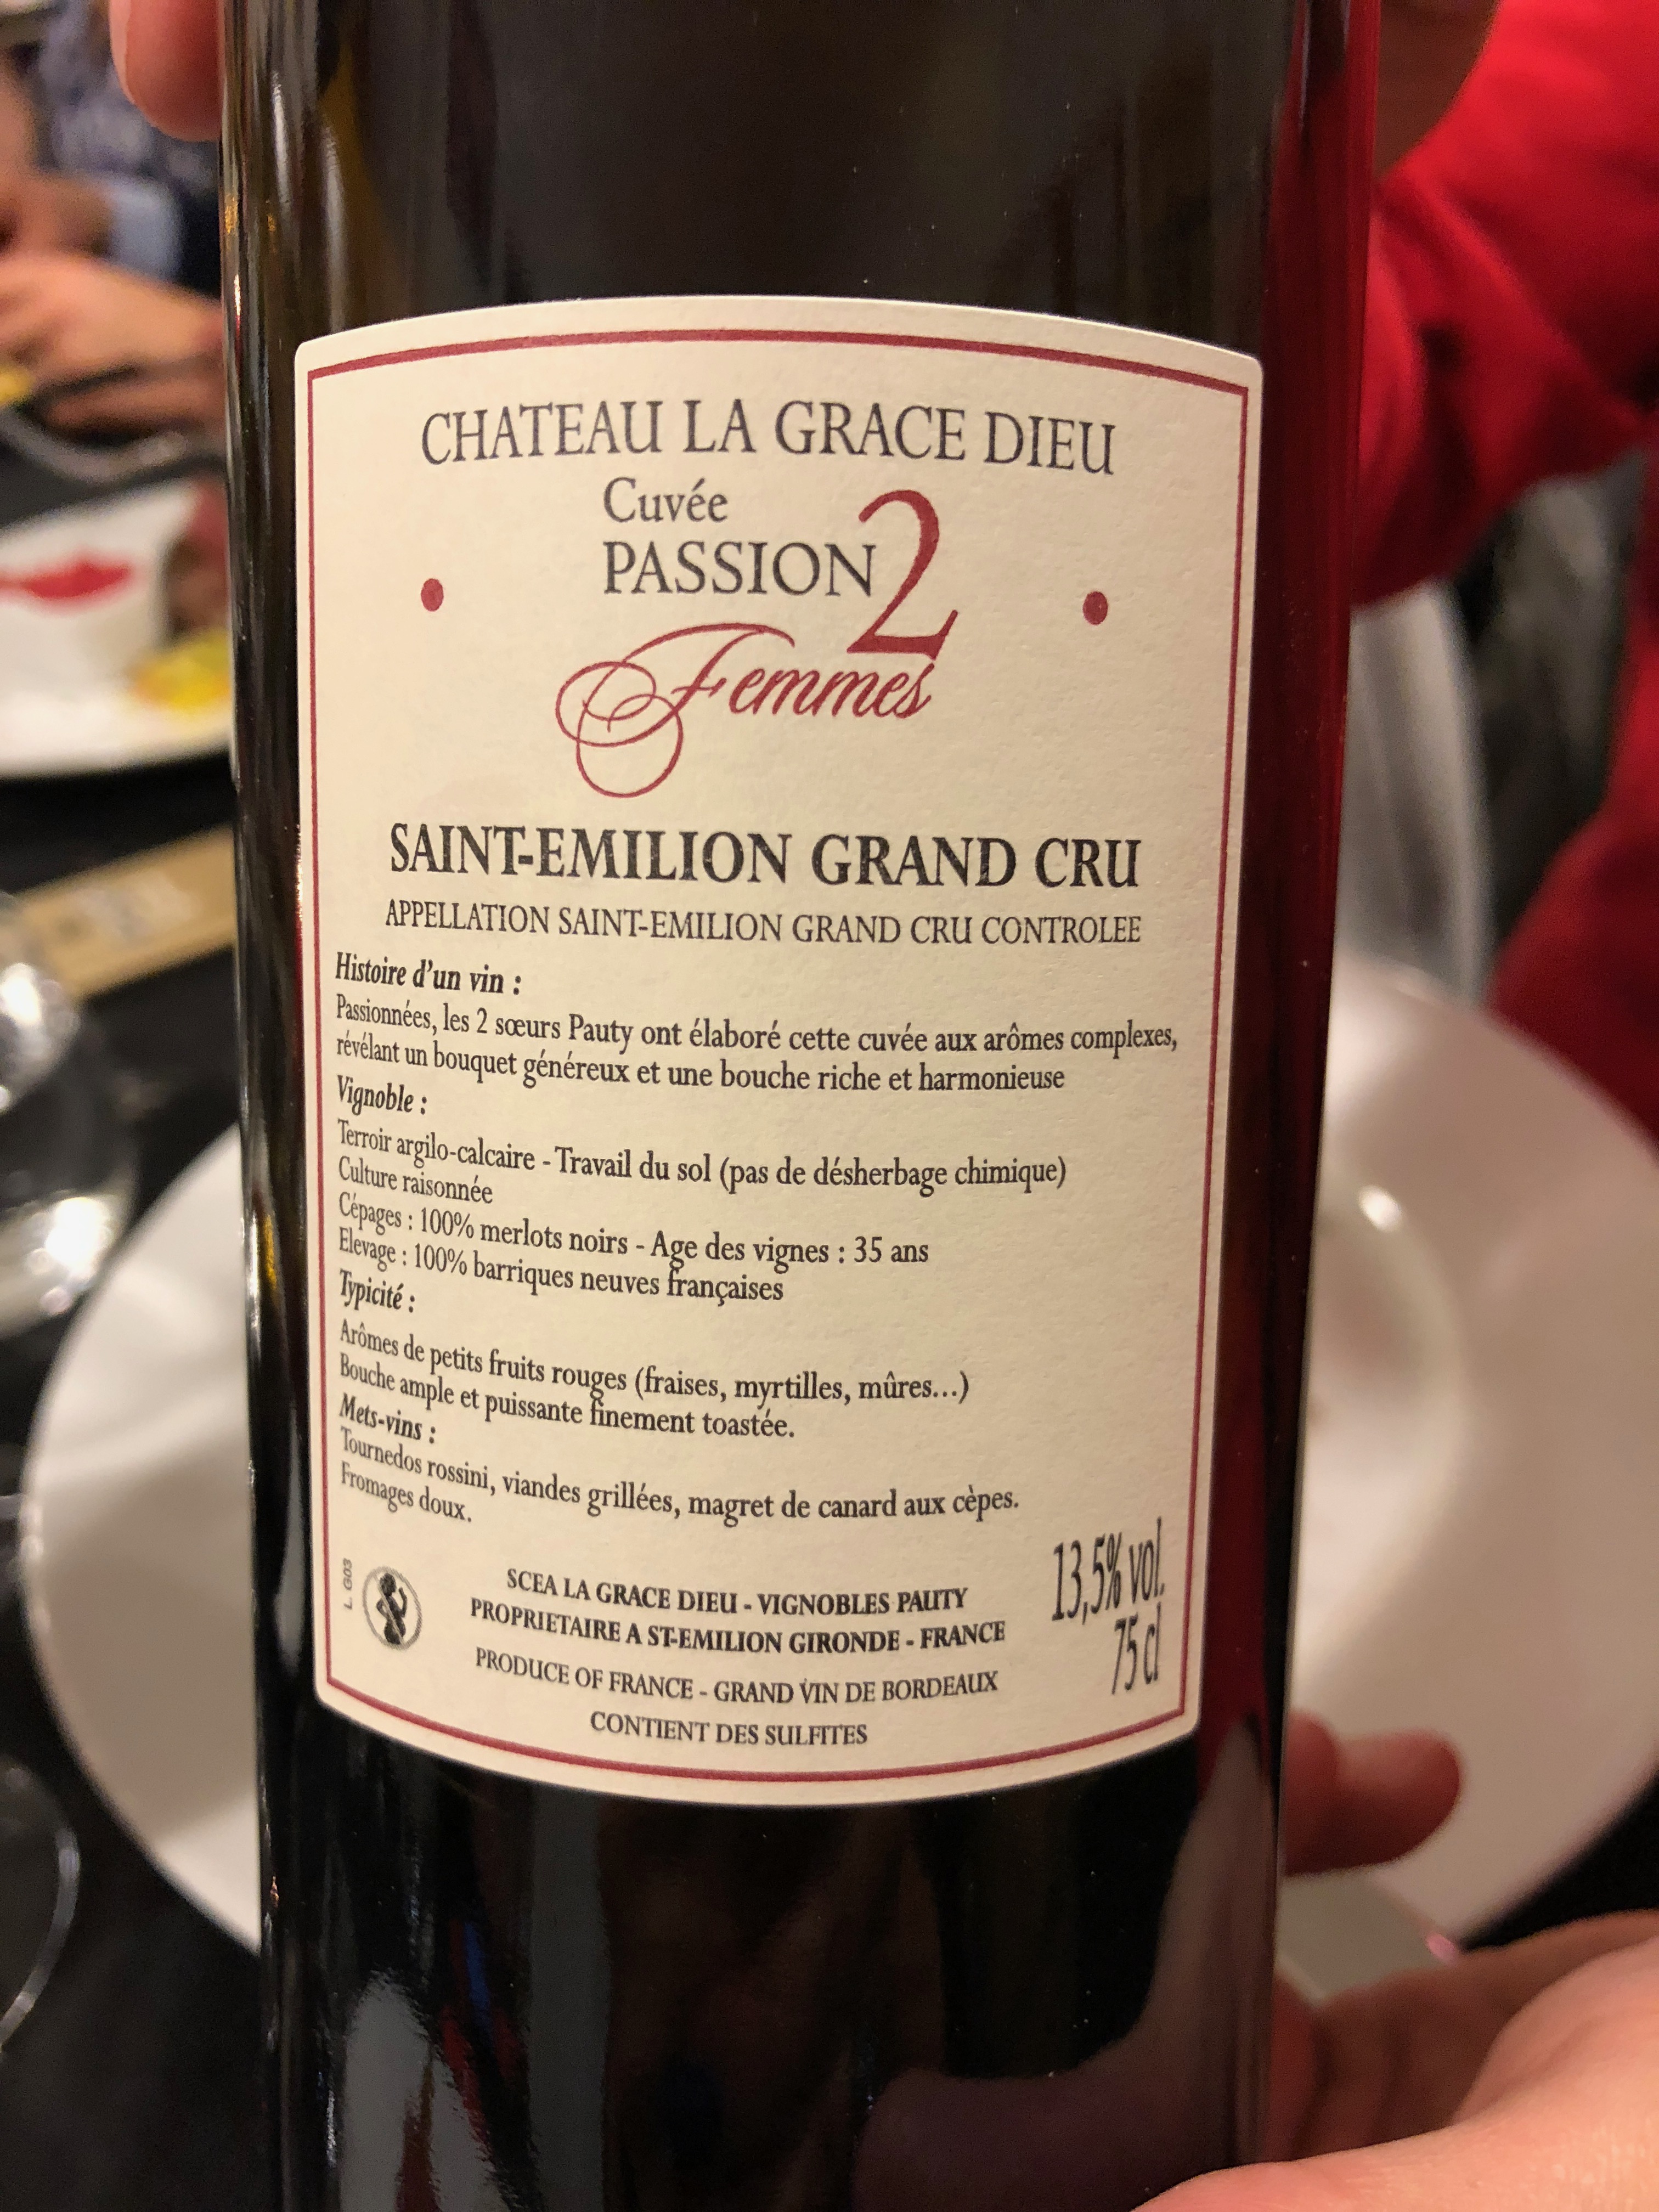 CHATEAU LA GRACE DIEU
Cuvée
PASSION 2
Femmes
SAINT-EMILION GRAND CRU
APPELLATION SAINT-EMILION GRAND CRU CONTROLEE
Histoire d'un vin :
Passionnées, les 2 sœurs Pauty ont élaboré cette cuvée aux arômes complexes,
révélant un bouquet généreux et une bouche riche et harmonieuse
Vignoble :
Terroir argilo-calcaire - Travail du sol (pas de désherbage chimique)
Culture raisonnée
Cépages : 100% merlots noirs - Age des vignes : 35 ans
Elevage : 100% barriques neuves françaises
Typicité :
Arômes de petits fruits rouges (fraises, myrtilles, mûres...)
Bouche ample et puissante finement toastée.
Mets-vins :
Tournedos rossini, viandes grillées, magret de canard aux cèpes.
Fromages doux.
L. G03
SCEA LA GRACE DIEU - VIGNOBLES PAUTY
PROPRIETAIRE A ST-EMILION GIRONDE - FRANCE
PRODUCE OF FRANCE - GRAND VIN DE BORDEAUX
CONTIENT DES SULFITES
13,5% vol.
75 cl